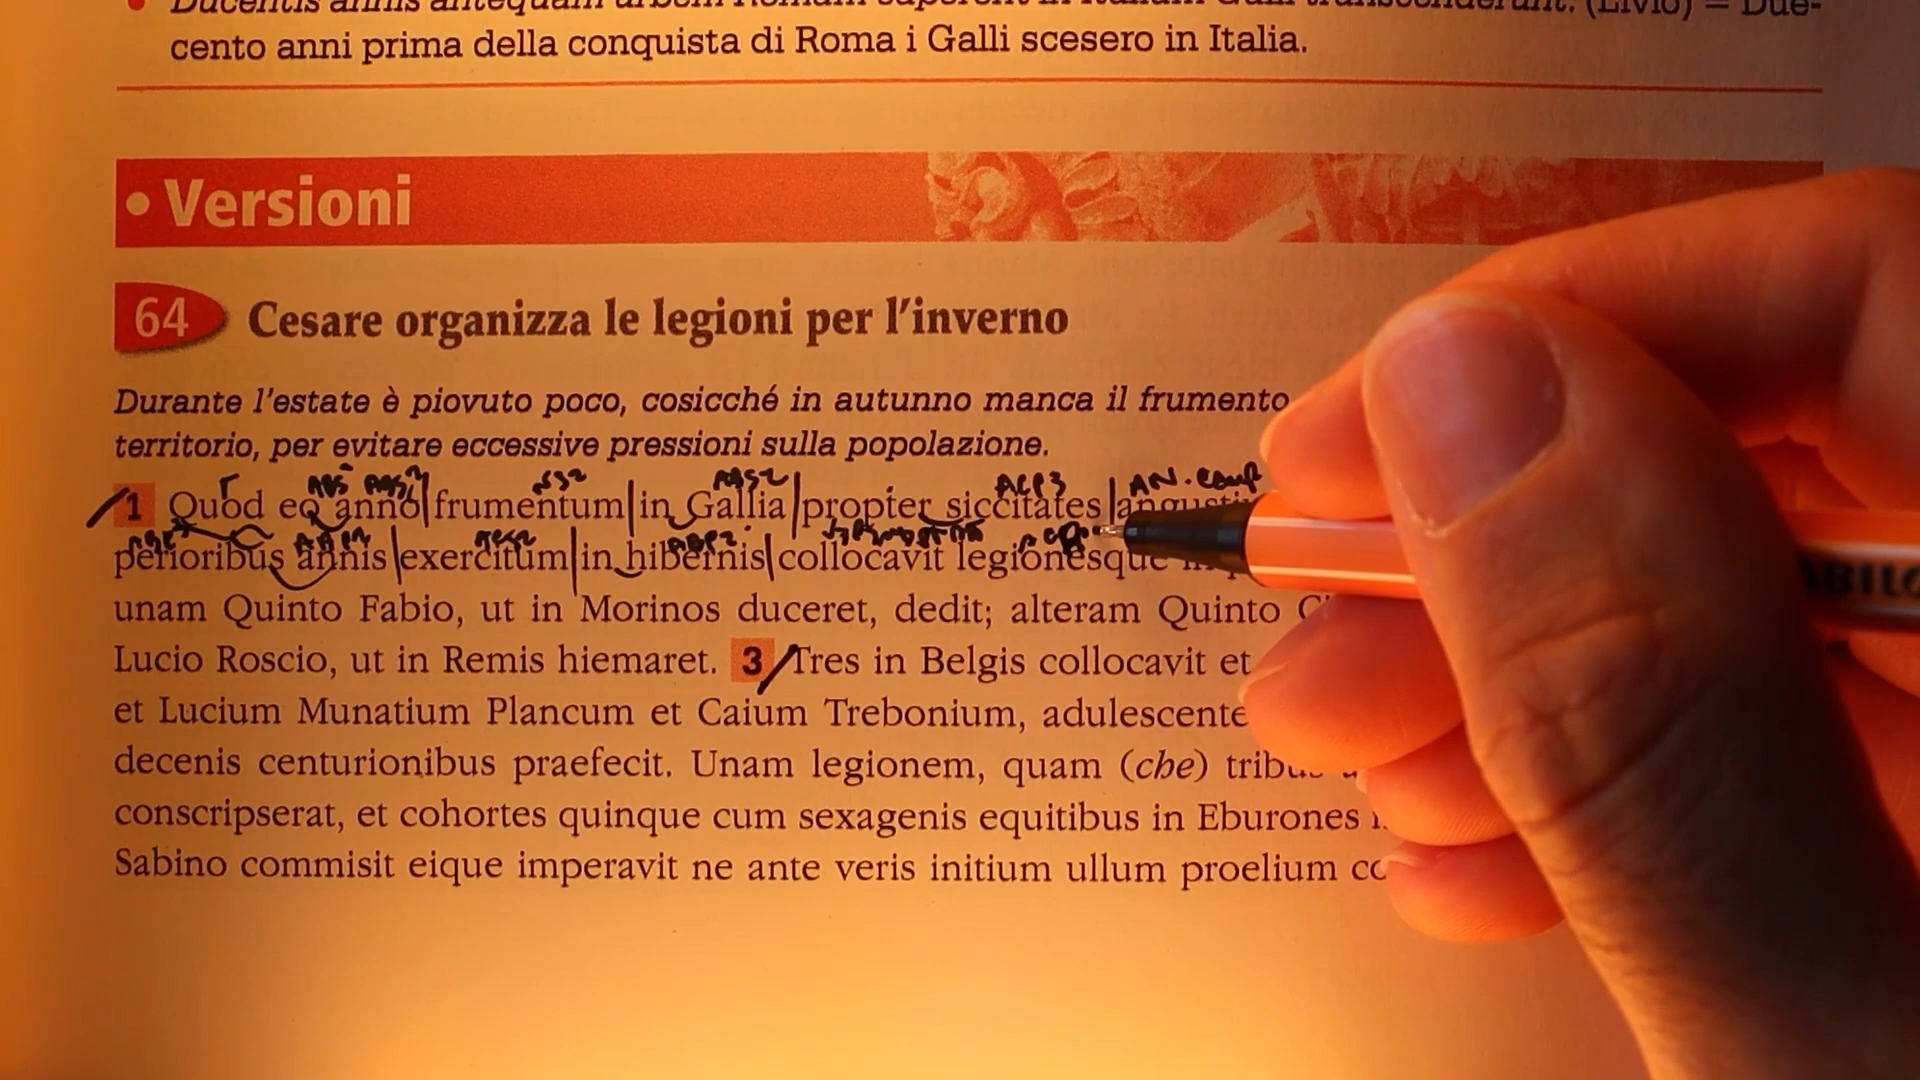 cento anni prima della conquista di Roma i Galli scesero in Italia.
• Versioni
64 Cesare organizza le legioni per l'inverno
Durante l'estate è piovuto poco, cosicché in autunno manca il frumento
territorio, per evitare eccessive pressioni sulla popolazione.
1 Quod eo anno frumentum in Gallia propter siccitates
perioribus annis exercitum in hibernis collocavit legionesque
unam Quinto Fabio, ut in Morinos duceret, dedit; alteram Quinto
Lucio Roscio, ut in Remis hiemaret. 3 Tres in Belgis collocavit et
et Lucium Munatium Plancum et Caium Trebonium,
decenis centurionibus praefecit. Unam legionem, quam (che)
conscripserat, et cohortes quinque cum sexagenis equitibus in Eburones
Sabino commisit eique imperavit ne ante veris initium ullum proelium